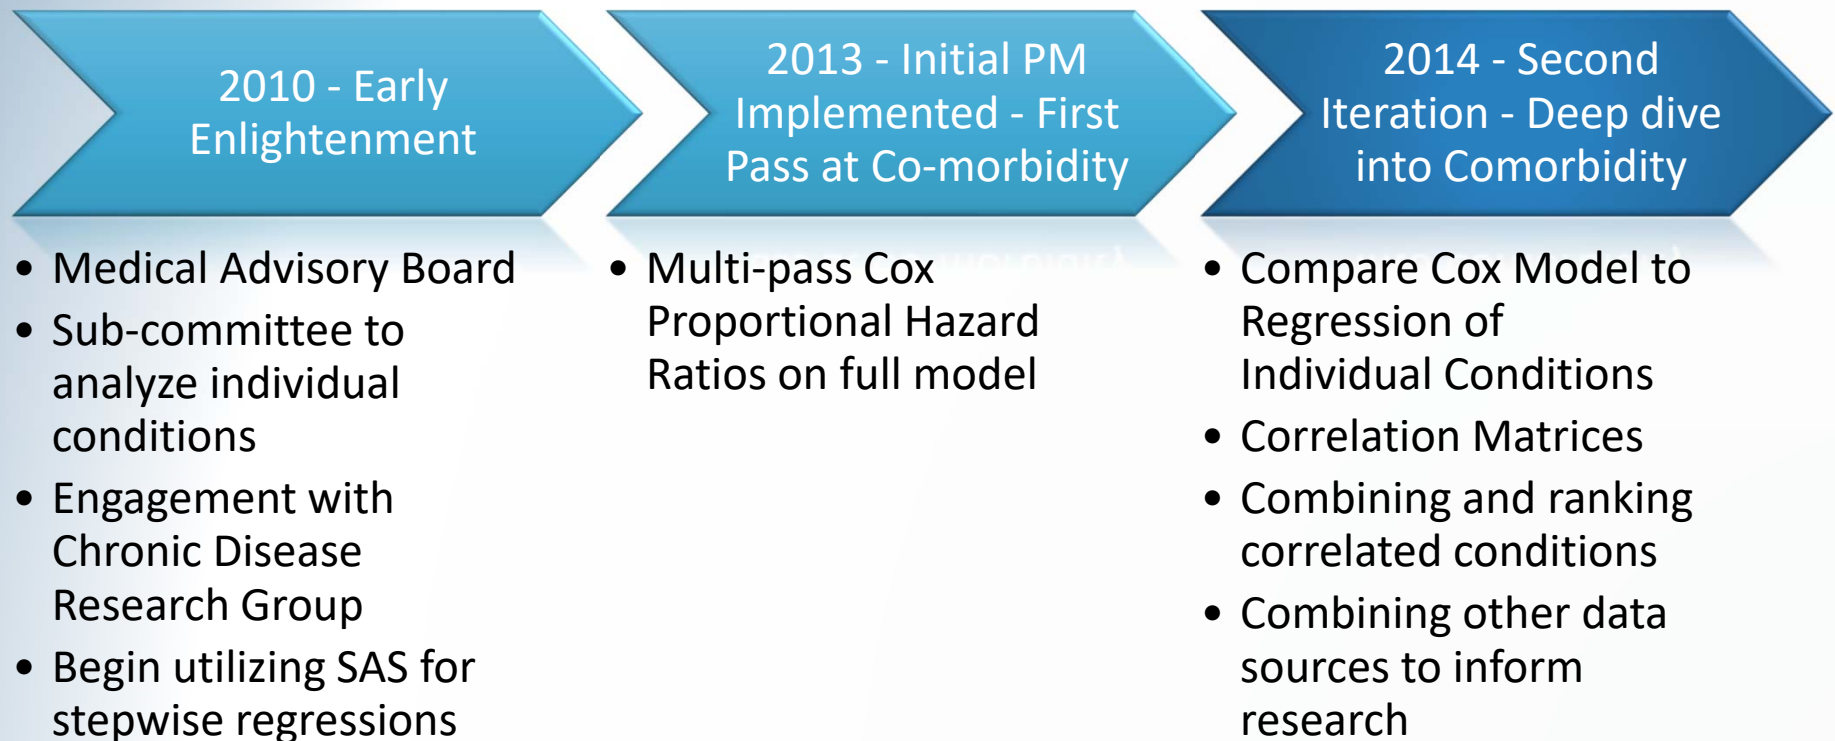 2010 - Early
Enlightenment
• Medical Advisory Board
• Sub-committee to
analyze individual
conditions
• Engagement with
Chronic Disease
Research Group
• Begin utilizing SAS for
stepwise regressions
2013 - Initial PM
Implemented - First
Pass at Co-morbidity
• Multi-pass Cox
Proportional Hazard
Ratios on full model
2014 - Second
Iteration - Deep dive
into Comorbidity
• Compare Cox Model to
Regression of
Individual Conditions
• Correlation Matrices
• Combining and ranking
correlated conditions
• Combining other data
sources to inform
research